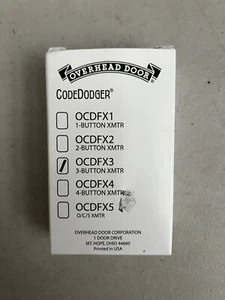 OVERHEAD DOOR
CODEDODGER®
OCDFX1
1-BUTTON XMTR
OCDFX2
2-BUTTON XMTR
OCDFX3
3-BUTTON XMTR
OCDFX4
4-BUTTON XMTR
OCDFX5
O/C/S XMTR
OVERHEAD DOOR CORPORATION
1 DOOR DRIVE
MT. HOPE, OHIO 44660
Printed in USA